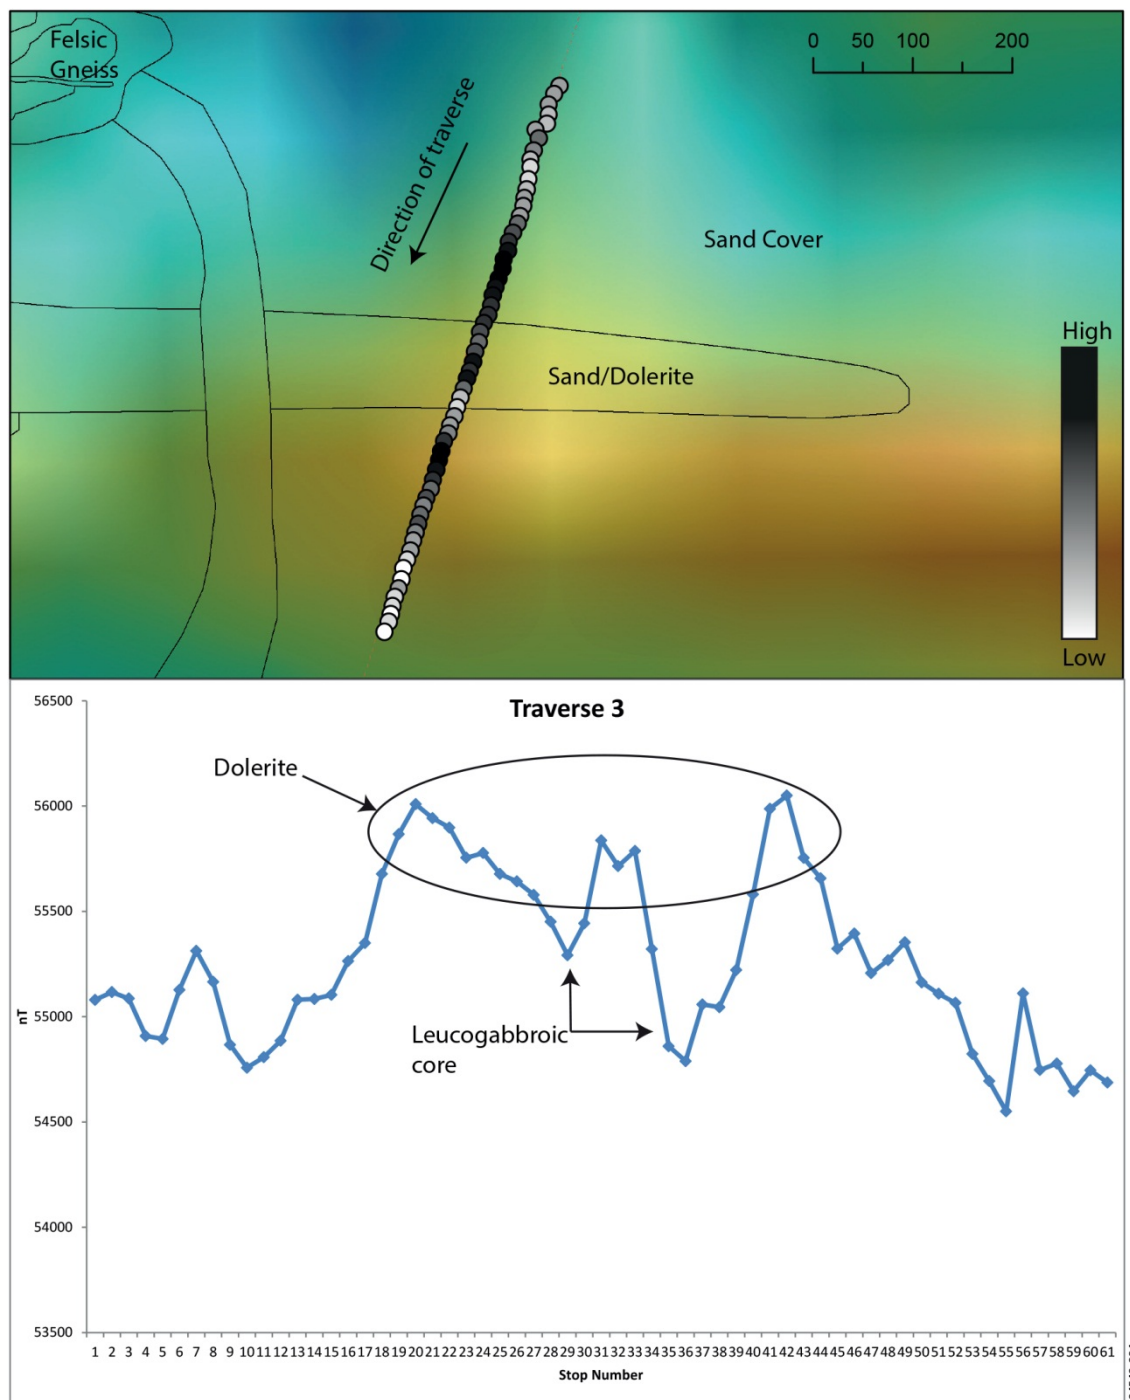 Felsic
Gneiss
0 50 100 200
Direction of traverse
Sand Cover
High
Sand/Dolerite
Low
Traverse 3
56500
Dolerite
56000
55500
Leucogabbroic
core
55000
nT
54500
54000
53500
1 2 3 4 5 6 7 8 9 10 11 12 13 14 15 16 17 18 19 20 21 22 23 24 25 26 27 28 29 30 31 32 33 34 35 36 37 38 39 40 41 42 43 44 45 46 47 48 49 50 51 52 53 54 55 56 57 58 59 60 61
Stop Number